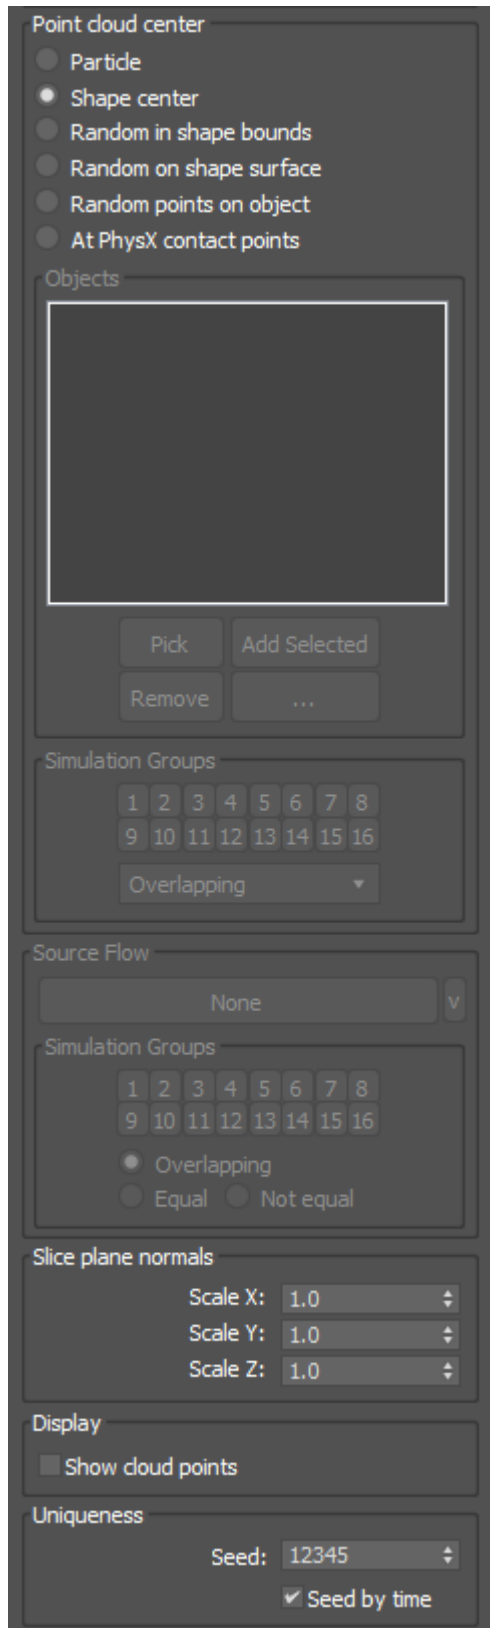 Point cloud center
Particle
Shape center
Random in shape bounds
Random on shape surface
Random points on object
At PhysX contact points
Objects
Pick Add Selected
Remove ...
Simulation Groups
1 2 3 4 5 6 7 8
9 10 11 12 13 14 15 16
Overlapping
Source Flow
None v
Simulation Groups
1 2 3 4 5 6 7 8
9 10 11 12 13 14 15 16
Overlapping
Equal Not equal
Slice plane normals
Scale X: 1.0
Scale Y: 1.0
Scale Z: 1.0
Display
Show cloud points
Uniqueness
Seed: 12345
Seed by time